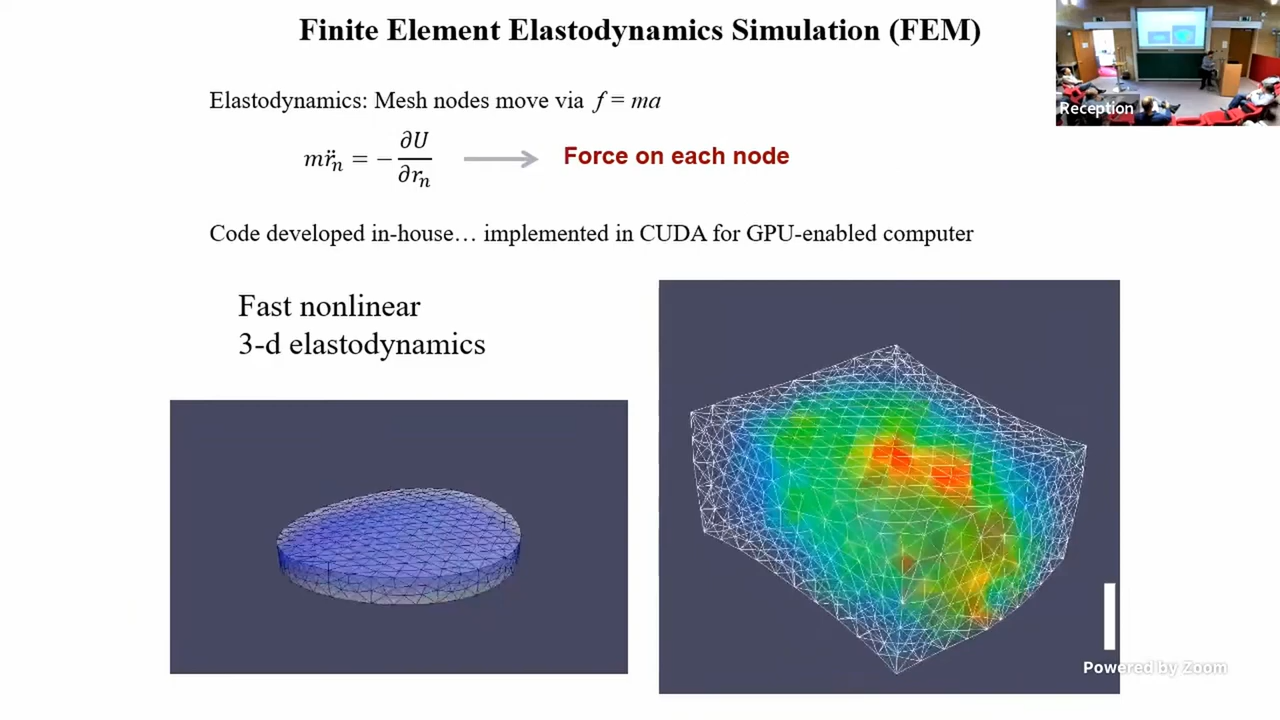 Finite Element Elastodynamics Simulation (FEM)
Reception
Elastodynamics: Mesh nodes move via f = ma
mr̈ₙ = −∂U/∂rₙ
Force on each node
Code developed in-house… implemented in CUDA for GPU-enabled computer
Fast nonlinear
3-d elastodynamics
Powered by Zoom